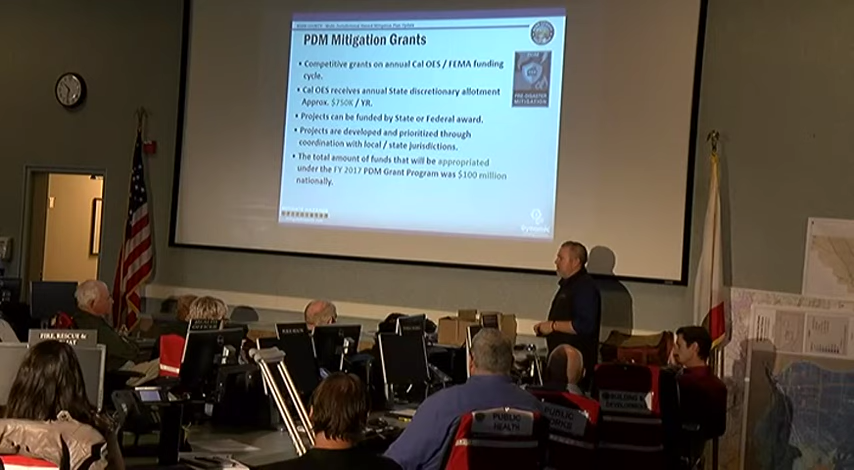 PDM Mitigation Grants
• Competitive grants on annual Cal OES / FEMA funding
cycle.
• Cal OES receives annual State discretionary allotment
Approx. $750K / YR.
• Projects can be funded by State or Federal award.
• Projects are developed and prioritized through
coordination with local / state jurisdictions.
• The total amount of funds that will be appropriated
under the FY 2017 PDM Grant Program was $100 million
nationally.
PRE-DISASTER
MITIGATION
FIRE, RESCUE &
PUBLIC
HEALTH
PUBLIC
WORKS
BUILDING &
DEVELOPMENT